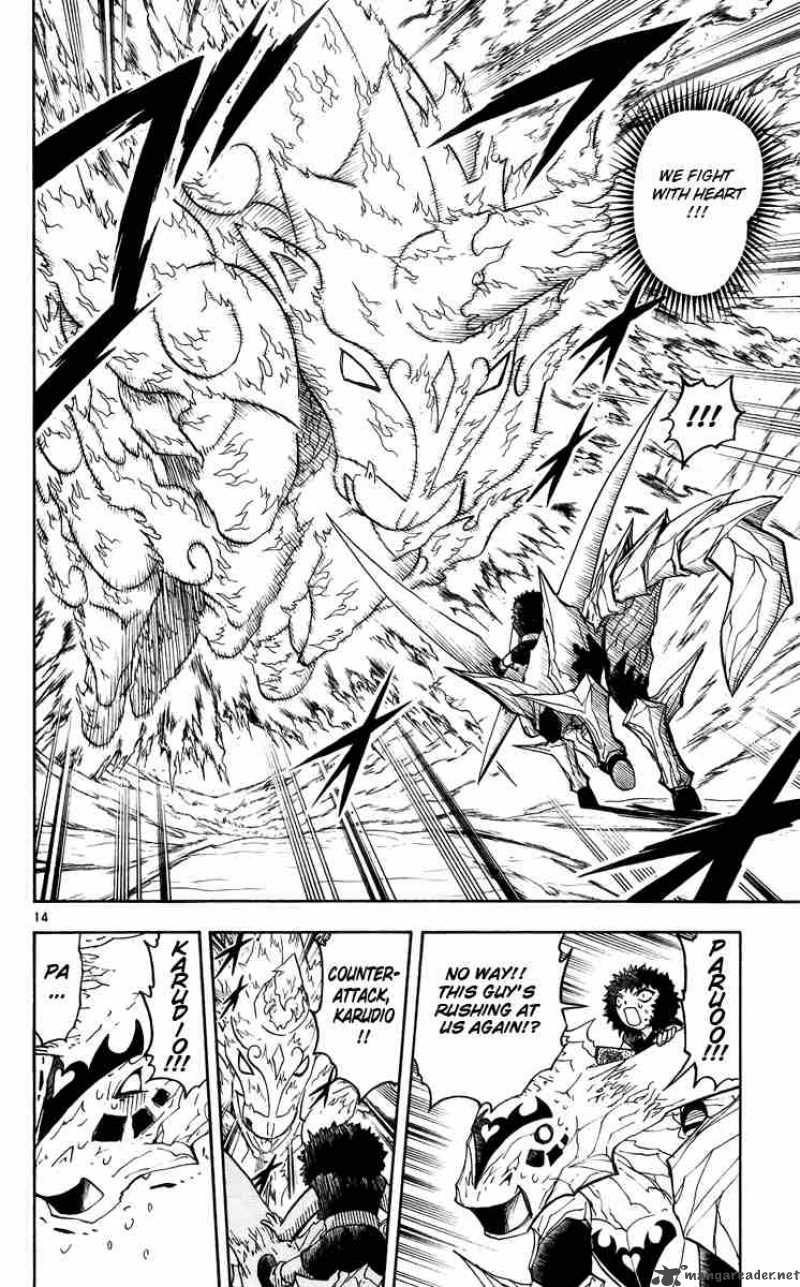 WE FIGHT
WITH HEART
!!!
!!!
14
PARUOO!!!
NO WAY!!
THIS GUY'S
RUSHING AT
US AGAIN!?
COUNTER-
ATTACK,
KARUDIO
!!
KARUDIO!!!
PA
...
mangareader.net